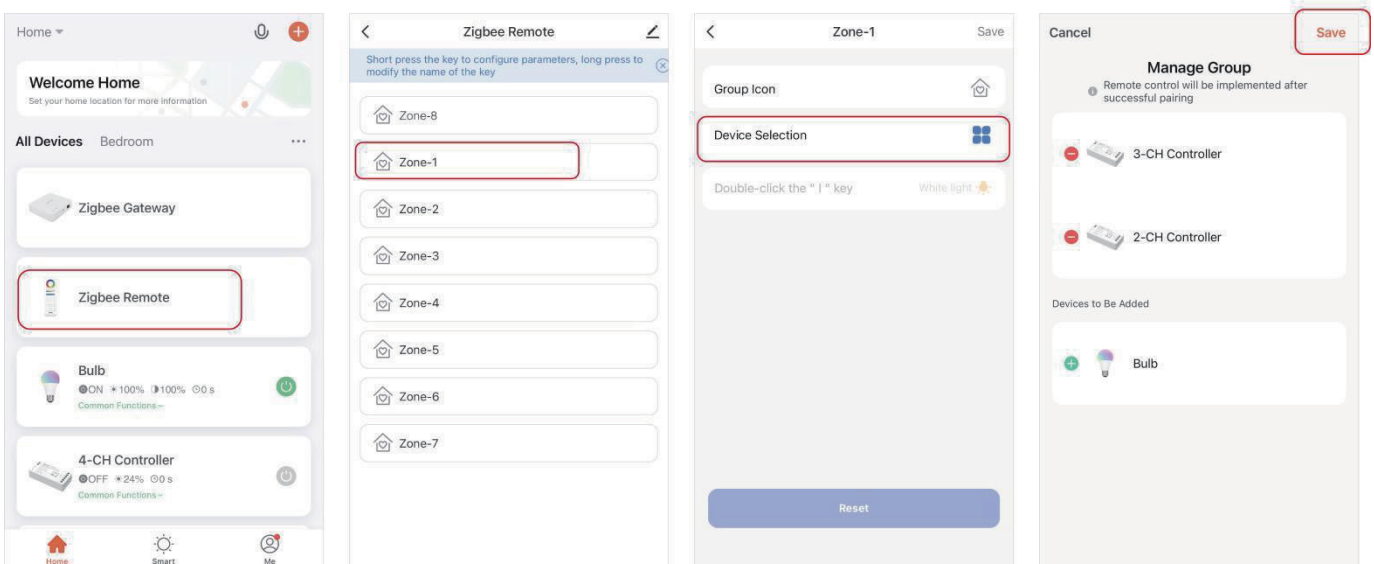 Home
Welcome Home
Set your home location for more information
All Devices Bedroom
Zigbee Gateway
Zigbee Remote
Bulb
ON 100% 100% 0 s
Common Functions
4-CH Controller
OFF 24% 0 s
Common Functions
Home Smart Me
Zigbee Remote
Short press the key to configure parameters, long press to
modify the name of the key
Zone-8
Zone-1
Zone-2
Zone-3
Zone-4
Zone-5
Zone-6
Zone-7
Zone-1 Save
Group Icon
Device Selection
Double-click the " I " key White light
Reset
Cancel Save
Manage Group
Remote control will be implemented after
successful pairing
3-CH Controller
2-CH Controller
Devices to Be Added
Bulb